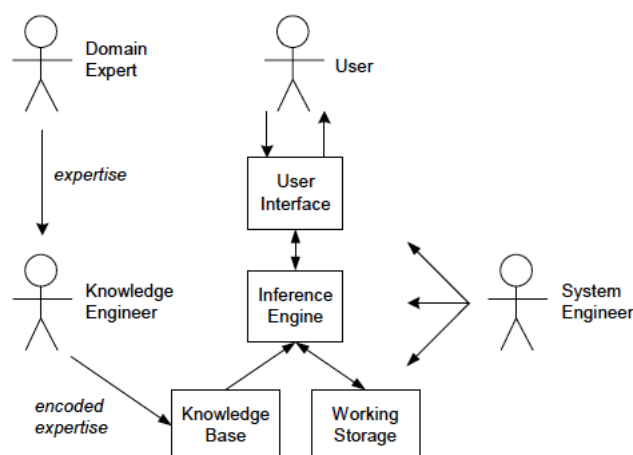 Domain
Expert
User
expertise
User
Interface
Knowledge
Engineer
Inference
Engine
System
Engineer
encoded
expertise
Knowledge
Base
Working
Storage